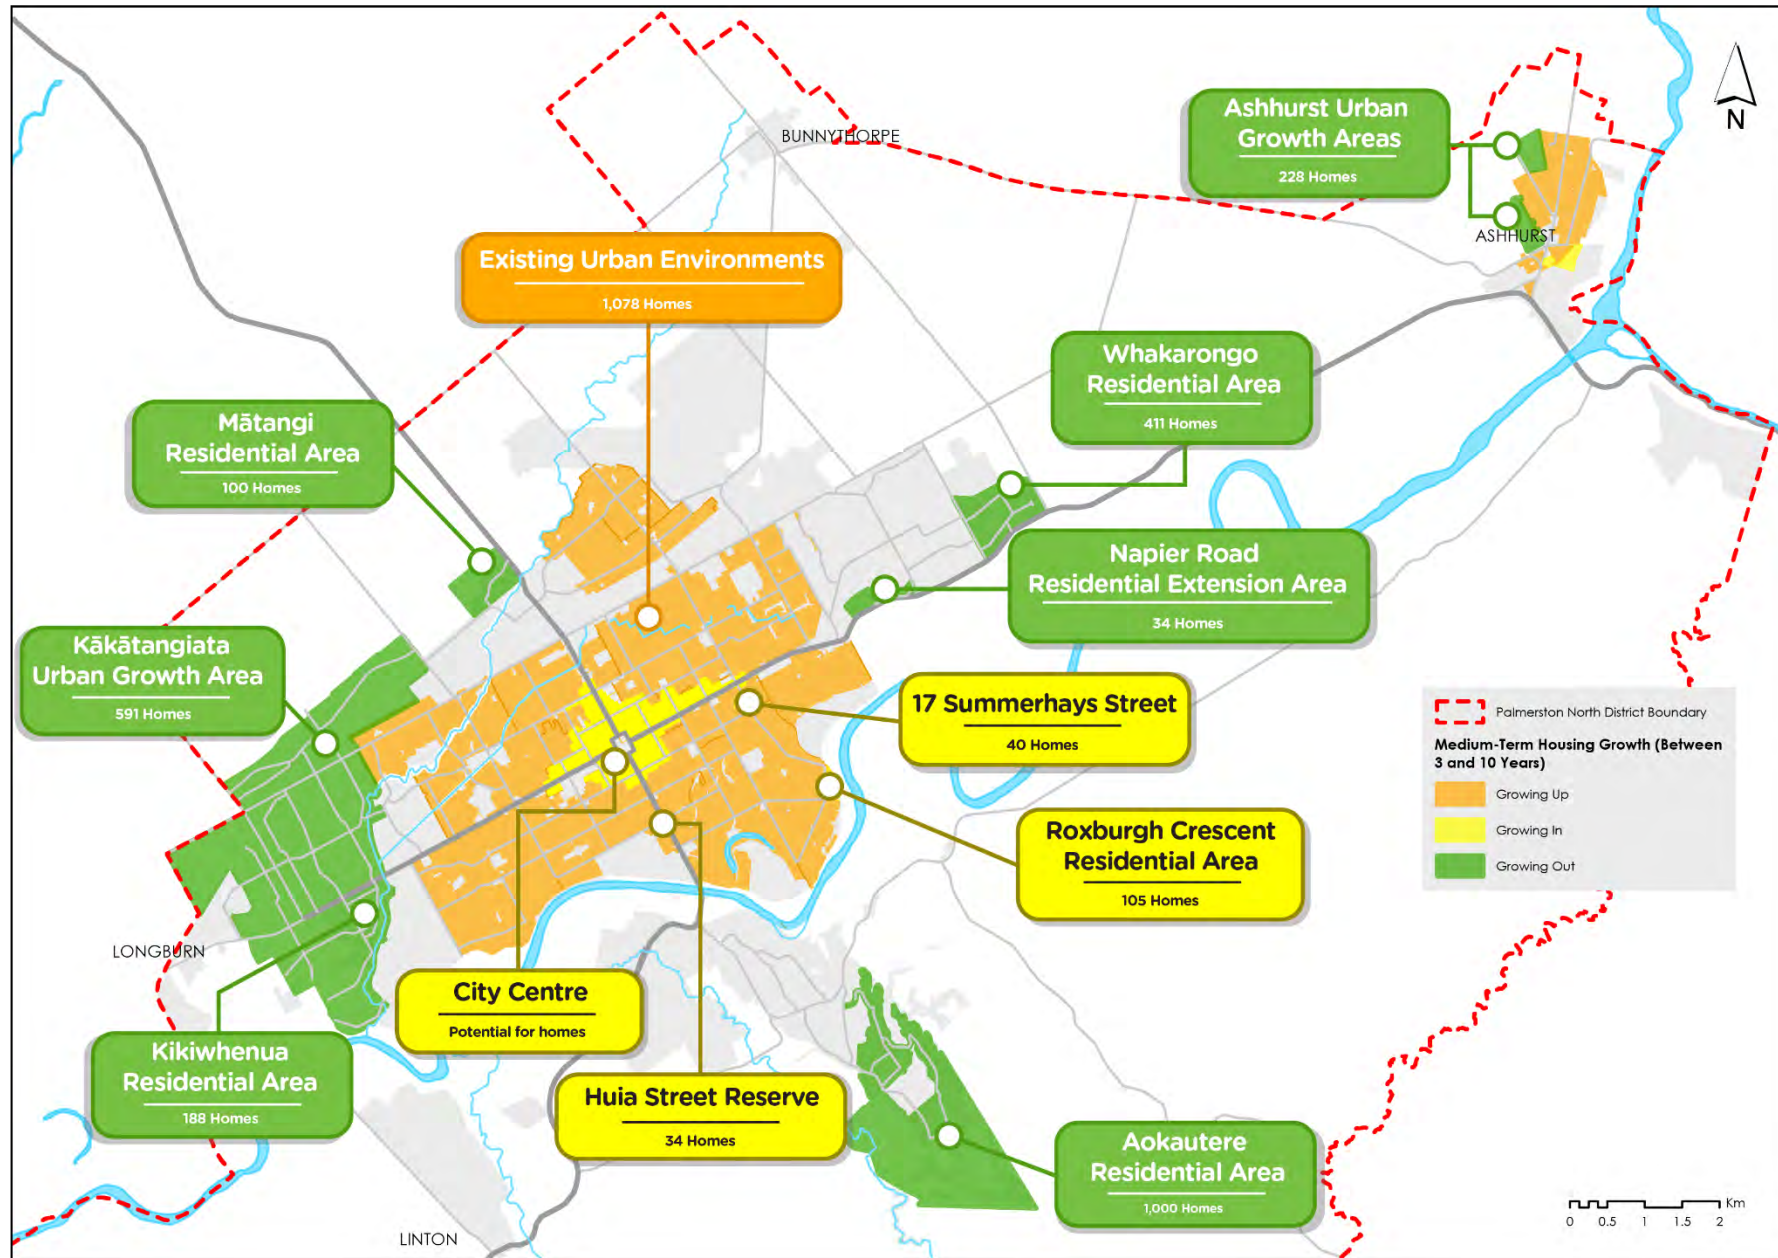 BUNNYTHORPE
Ashhurst Urban
Growth Areas
228 Homes
N
ASHHURST
Existing Urban Environments
1,078 Homes
Whakarongo
Residential Area
411 Homes
Mātangi
Residential Area
100 Homes
Napier Road
Residential Extension Area
34 Homes
Kākātangiata
Urban Growth Area
591 Homes
17 Summerhays Street
40 Homes
Palmerston North District Boundary
Medium-Term Housing Growth (Between
3 and 10 Years)
Growing Up
Growing In
Growing Out
Roxburgh Crescent
Residential Area
105 Homes
LONGBURN
City Centre
Potential for homes
Kikiwhenua
Residential Area
188 Homes
Huia Street Reserve
34 Homes
Aokautere
Residential Area
1,000 Homes
LINTON
Km
0 0.5 1 1.5 2